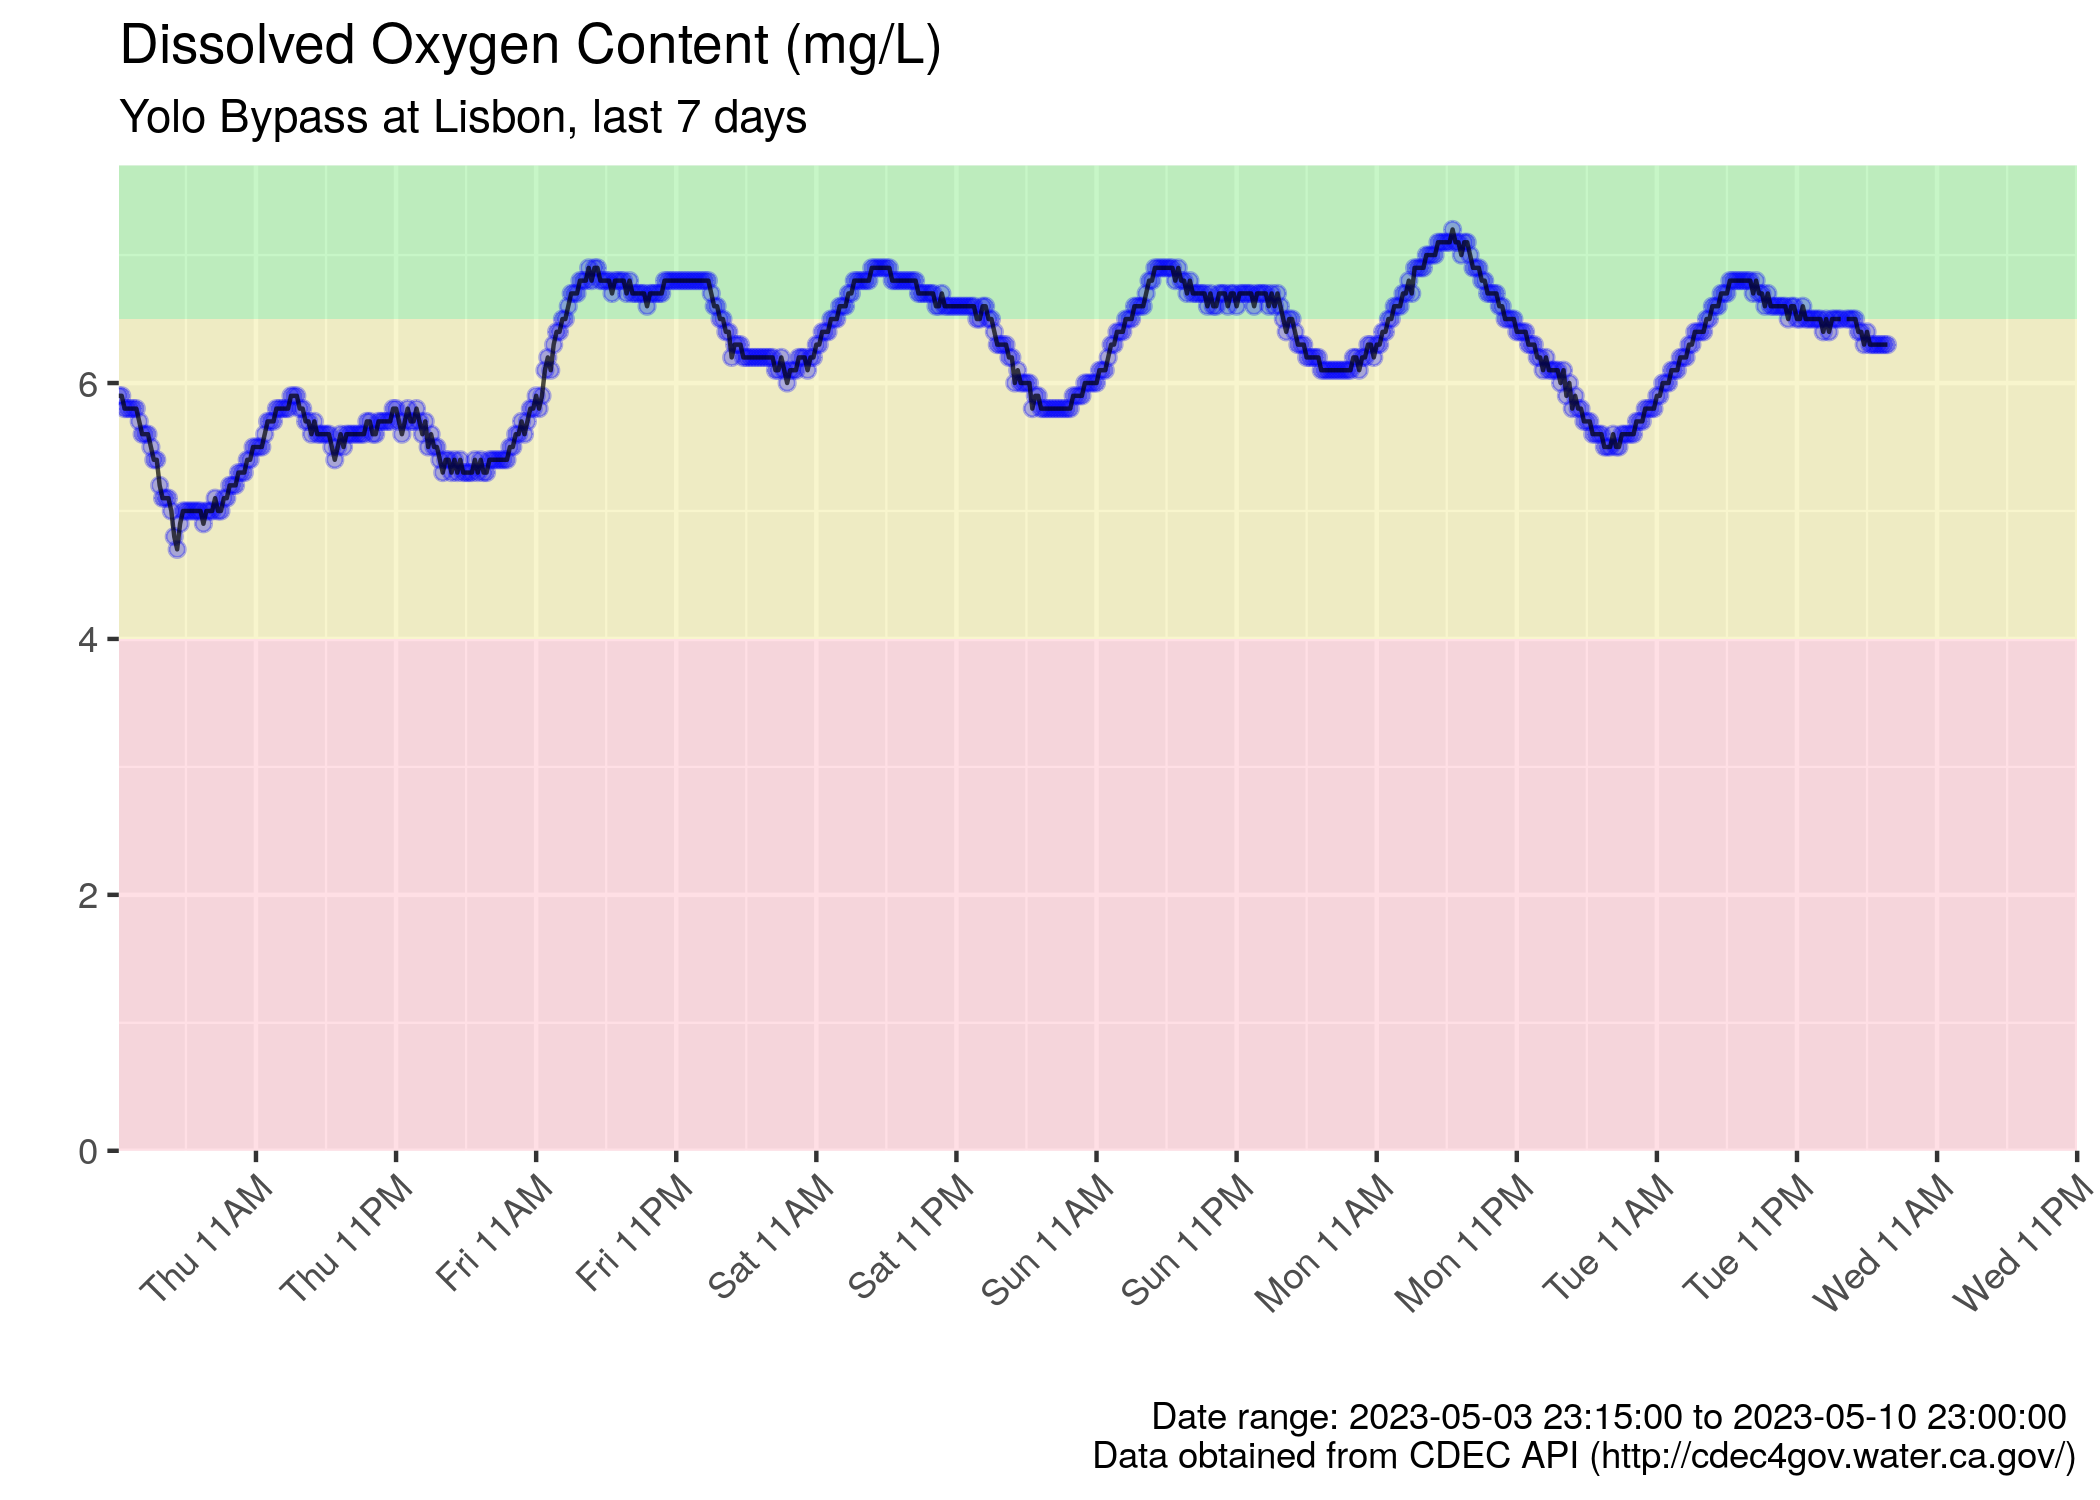 Dissolved Oxygen Content (mg/L)
Yolo Bypass at Lisbon, last 7 days
6
4
2
0
Thu 11AM
Thu 11PM
Fri 11AM
Fri 11PM
Sat 11AM
Sat 11PM
Sun 11AM
Sun 11PM
Mon 11AM
Mon 11PM
Tue 11AM
Tue 11PM
Wed 11AM
Wed 11PM
Date range: 2023-05-03 23:15:00 to 2023-05-10 23:00:00
Data obtained from CDEC API (http://cdec4gov.water.ca.gov/)